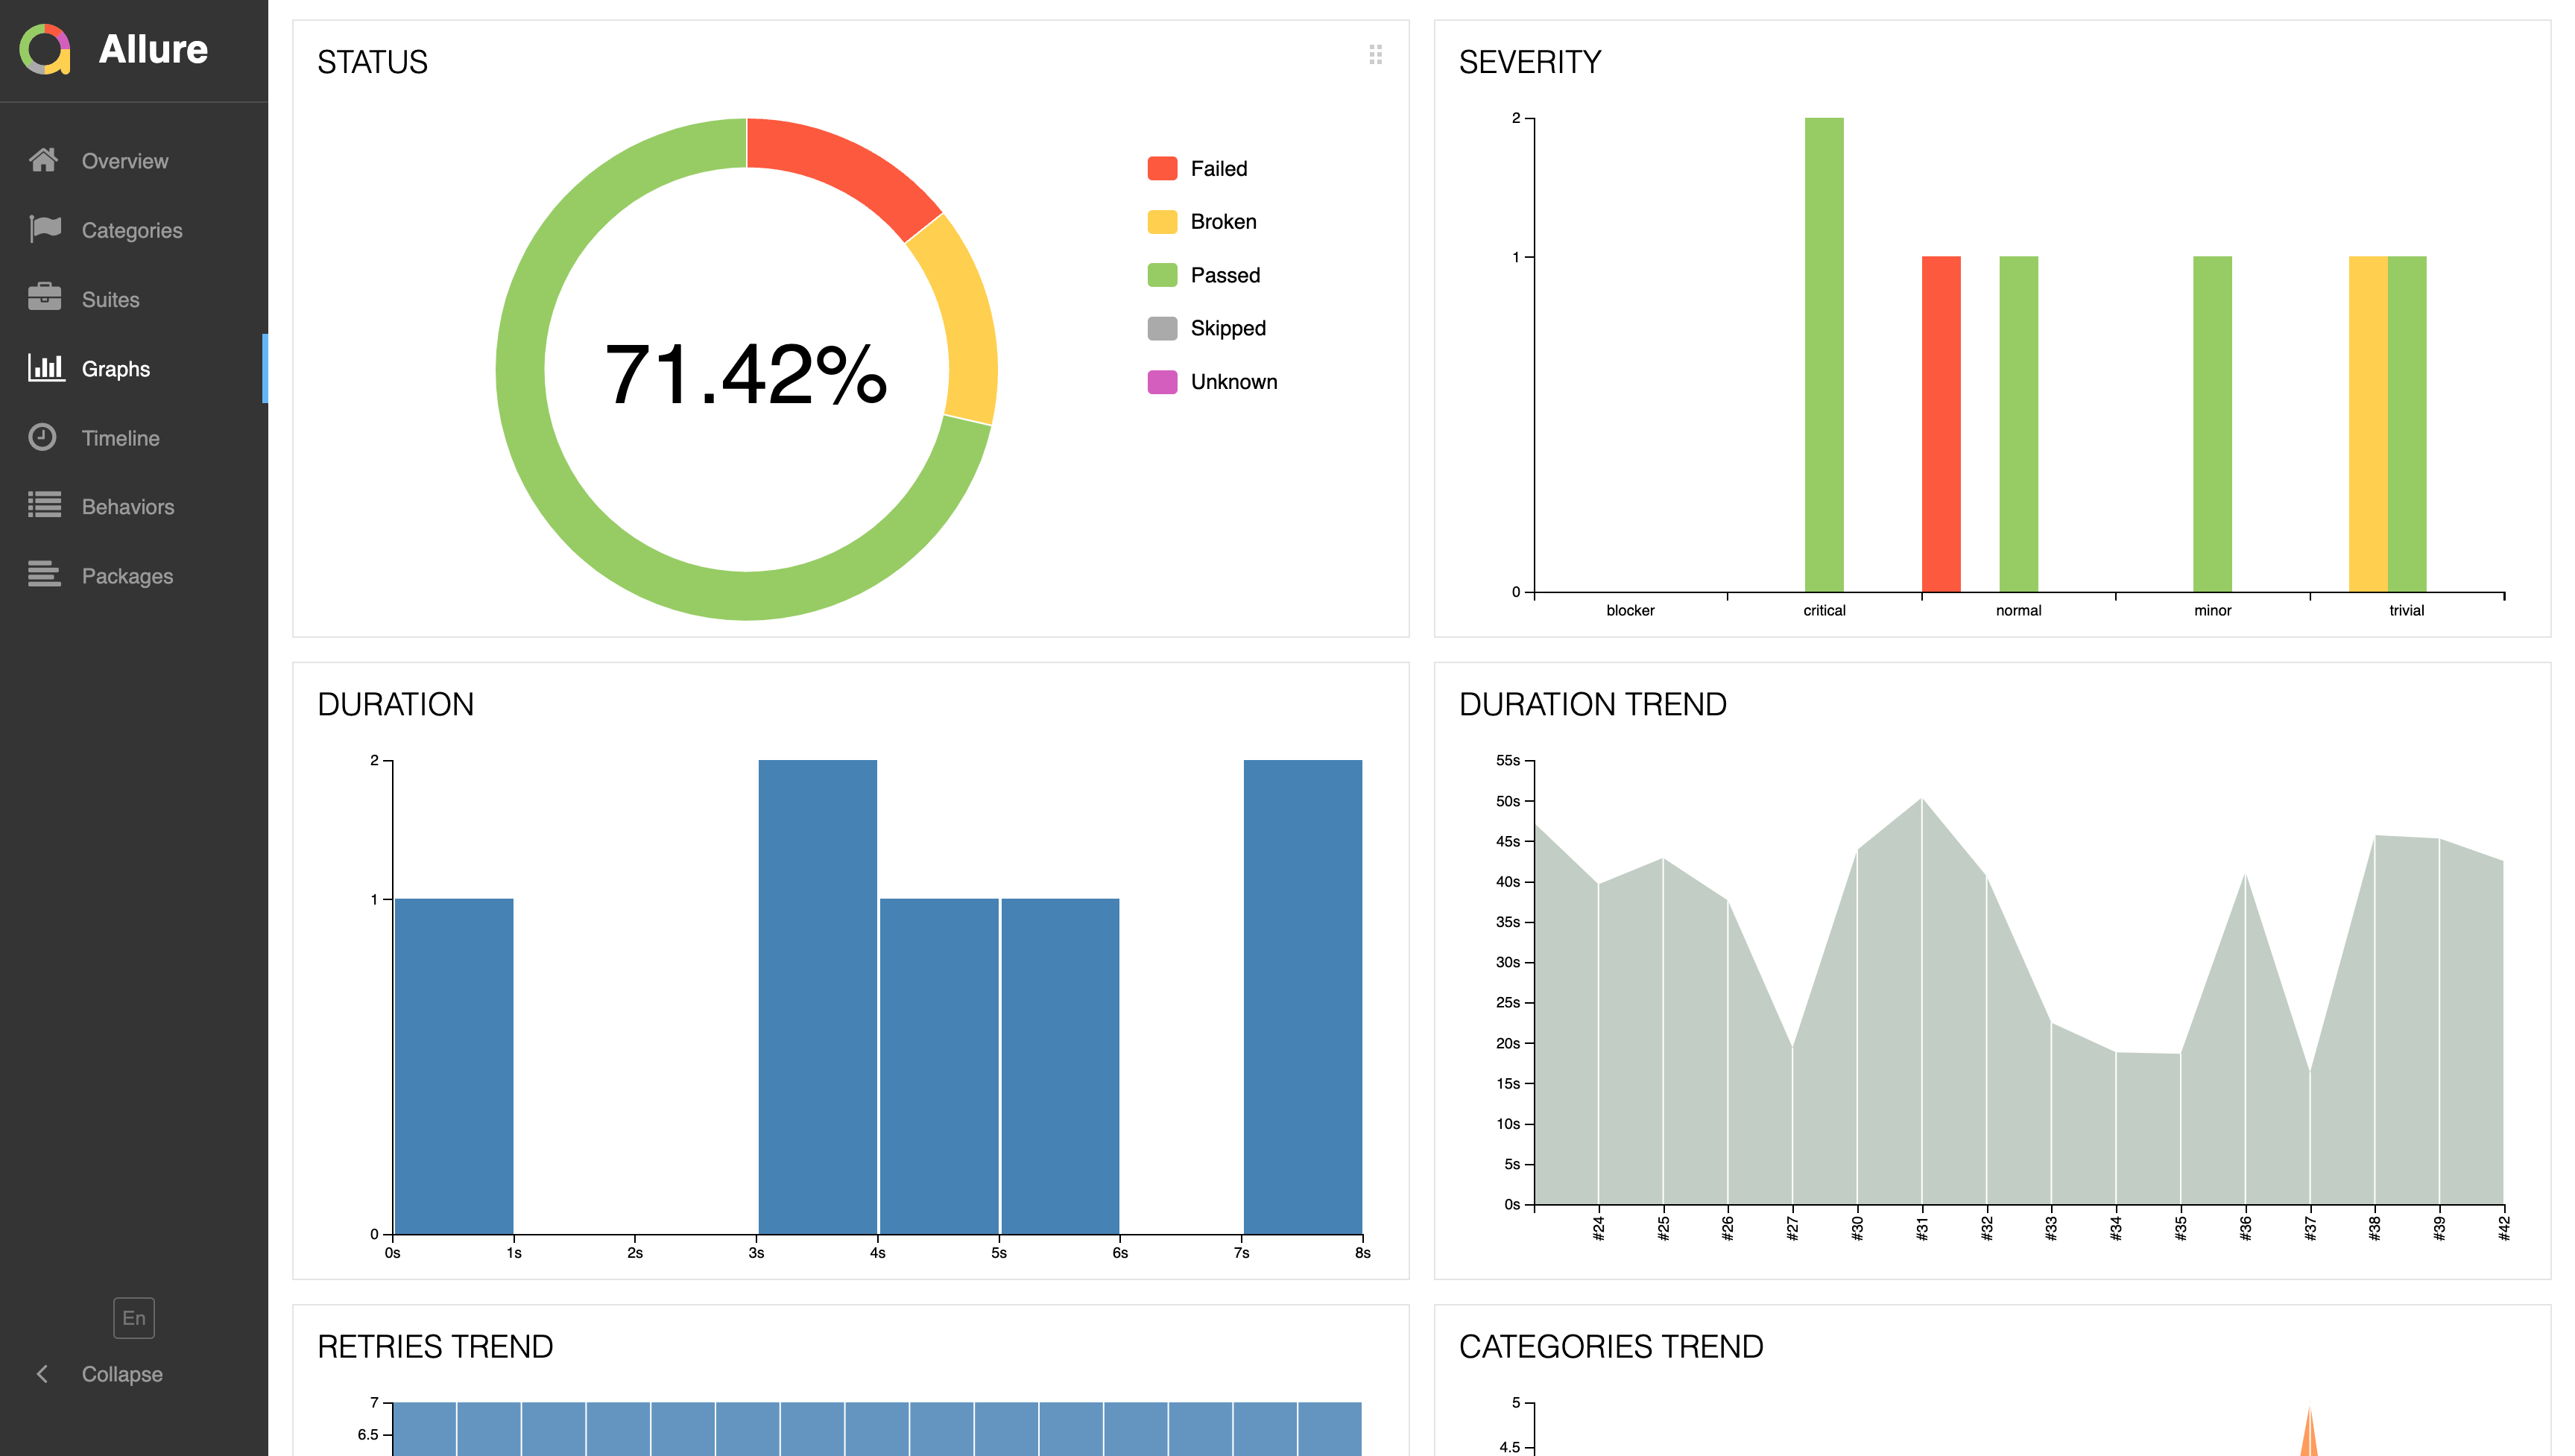 Allure
Overview
Categories
Suites
Graphs
Timeline
Behaviors
Packages
En
Collapse
STATUS
71.42%
Failed
Broken
Passed
Skipped
Unknown
SEVERITY
2
1
0
blocker critical normal minor trivial
DURATION
2
1
0
0s 1s 2s 3s 4s 5s 6s 7s 8s
DURATION TREND
55s
50s
45s
40s
35s
30s
25s
20s
15s
10s
5s
0s
#24 #25 #26 #27 #30 #31 #32 #33 #34 #35 #36 #37 #38 #39 #42
RETRIES TREND
7
6.5
CATEGORIES TREND
5
4.5